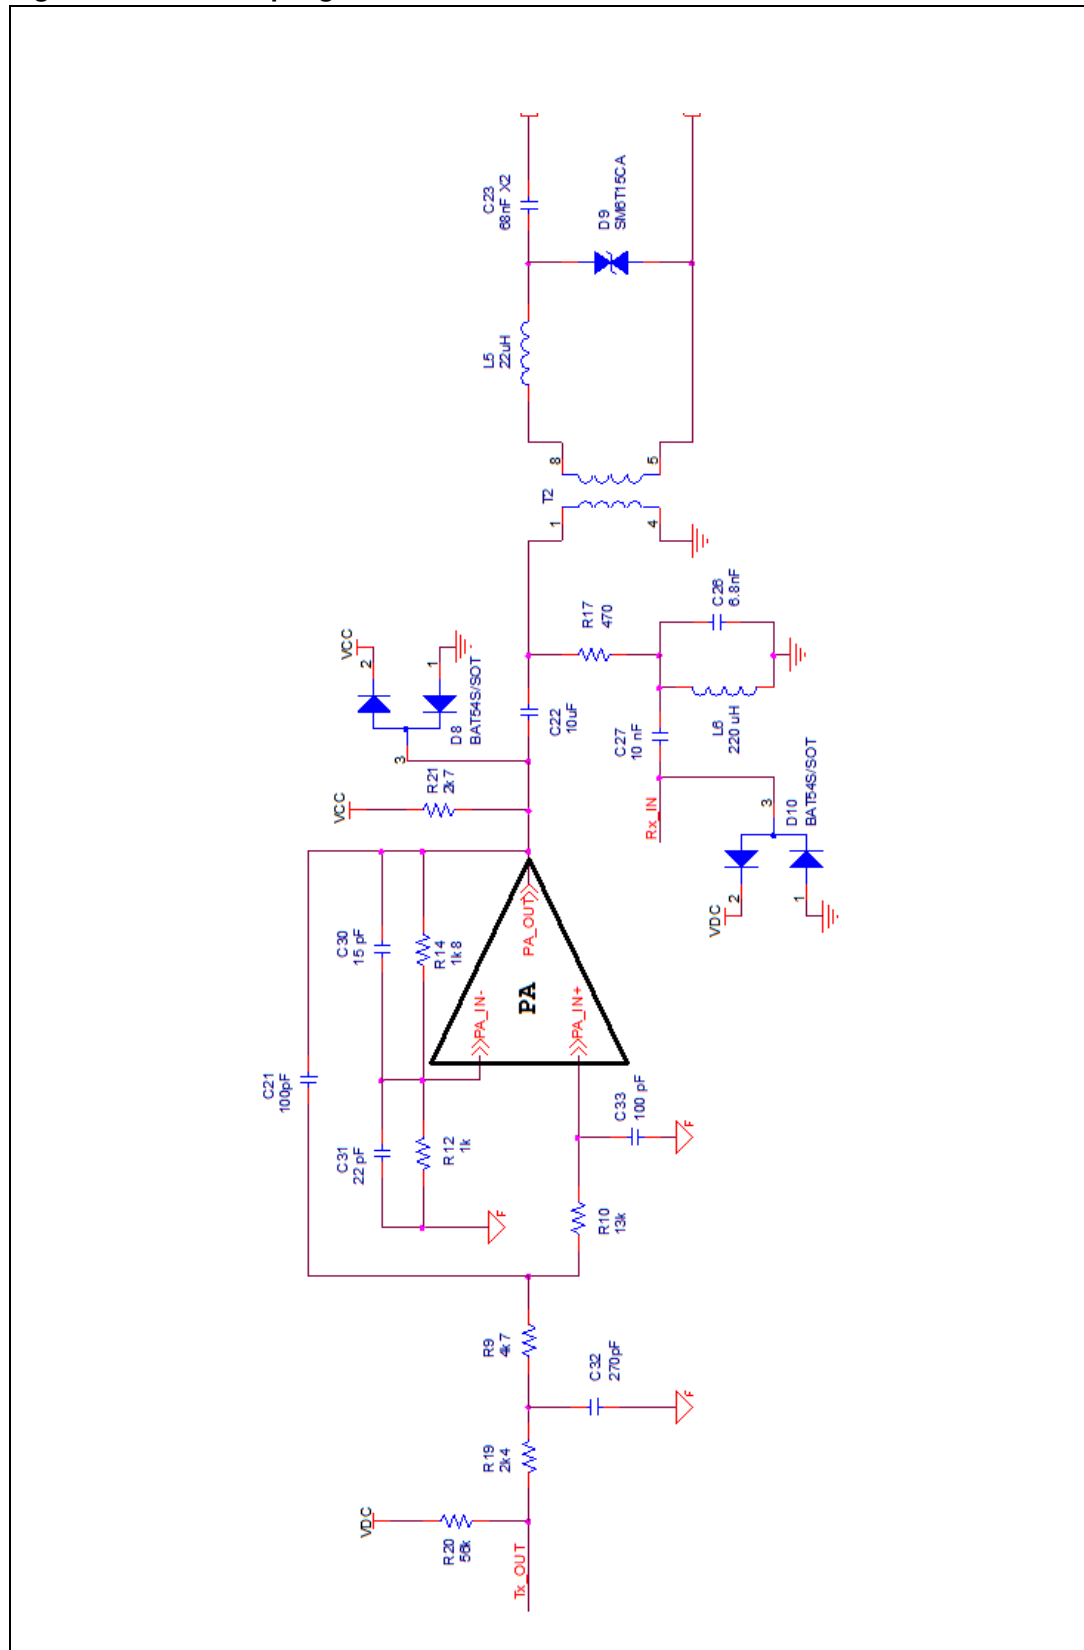 C23
68nF X2
D9
SM6T15CA
L5
22uH
8
5
T2
1
4
R17
470
C26
6.8nF
VCC
2
1
D8
BAT54S/SOT
3
C22
10uF
L6
220 uH
C27
10 nF
R21
2k7
VCC
Rx_IN
3
D10
BAT54S/SOT
VDC
2
1
C30
15 pF
R14
1k8
PA_OUT
PA_IN-
PA
PA_IN+
C21
100pF
C33
100 pF
F
C31
22 pF
R12
1k
F
R10
13k
R9
4k7
C32
270pF
F
R19
2k4
VDC
R20
56k
Tx_OUT